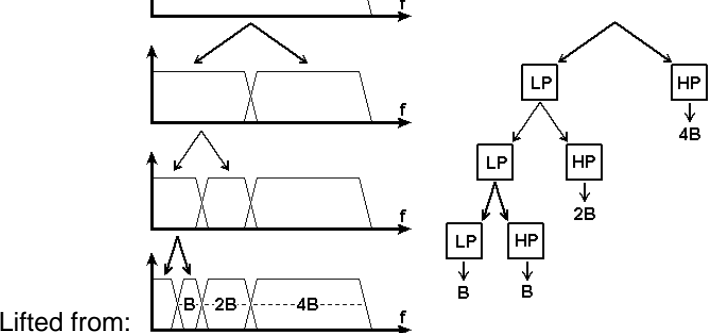 f
f
LP HP
4B
f
LP HP
2B
LP HP
B 2B 4B
B B
Lifted from: f